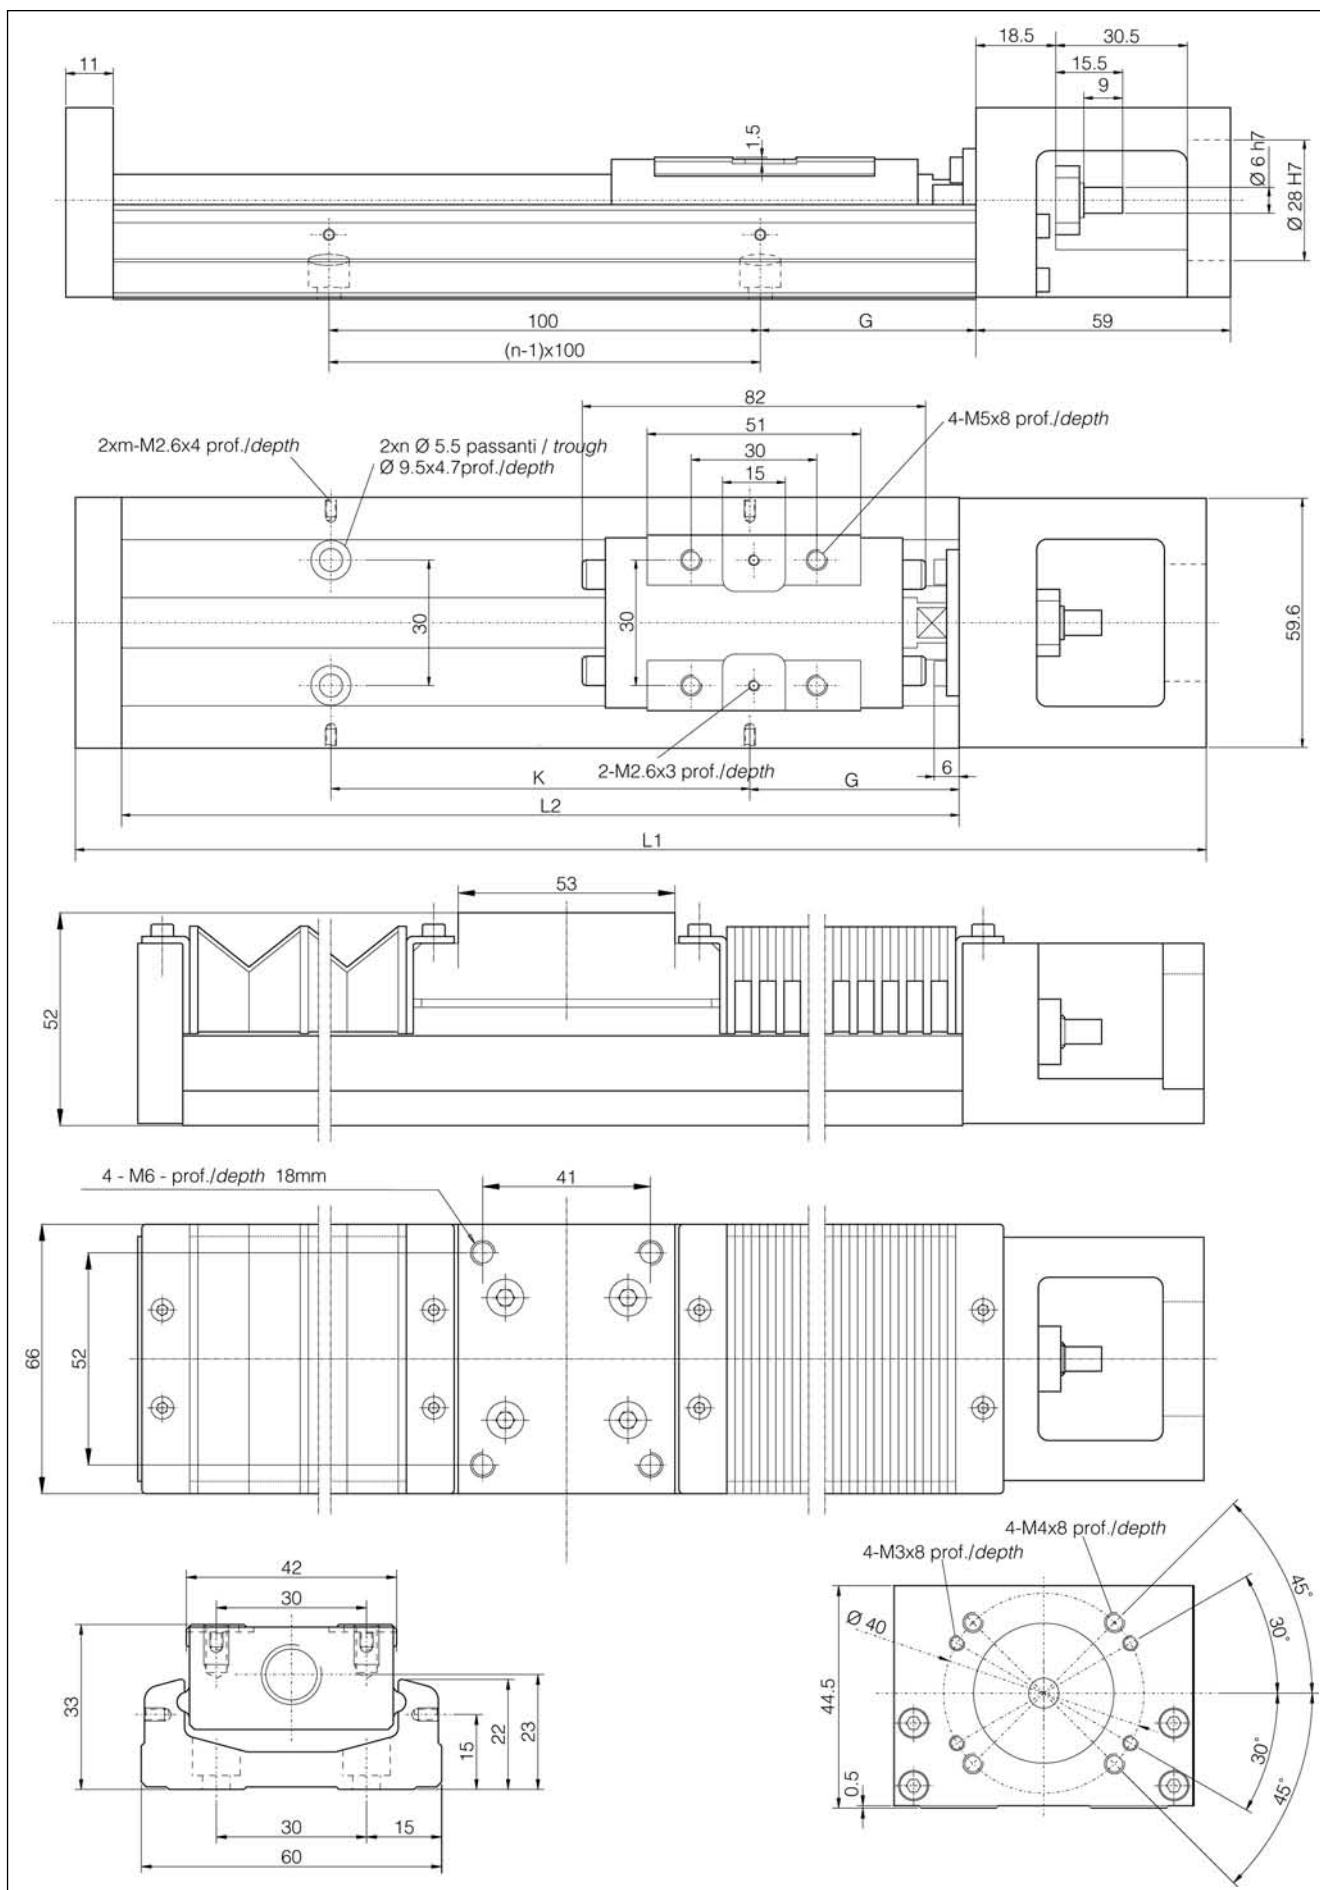 18.5
30.5
11
15.5
9
1.5
Ø 6 h7
Ø 28 H7
100
G
59
(n-1)x100
82
4-M5x8 prof./depth
51
2xm-M2.6x4 prof./depth
2xn Ø 5.5 passanti / trough
Ø 9.5x4.7prof./depth
30
15
30
30
59.6
2-M2.6x3 prof./depth
6
K
G
L2
L1
53
52
4 - M6 - prof./depth 18mm
41
66
52
4-M4x8 prof./depth
4-M3x8 prof./depth
42
30
Ø 40
45°
30°
33
44.5
15
22
23
30°
0.5
45°
30
15
60